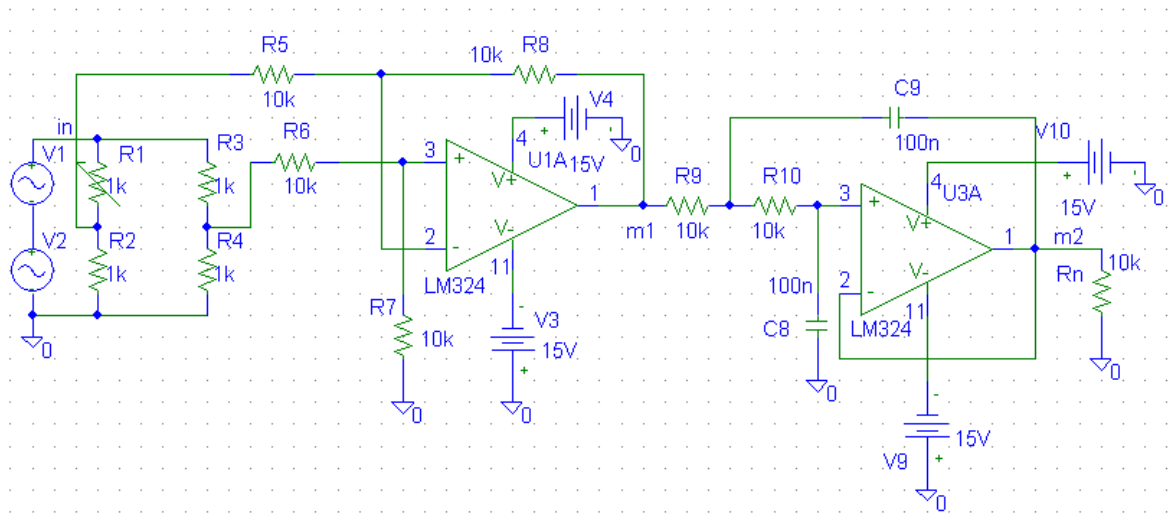 R5
10k
10k
R8
in
V1
R1
1k
R3
1k
R6
10k
V2
R2
1k
R4
1k
0
3
+
2
-
4
V+
V-
11
1
U1A
LM324
V4
+
-
15V
0
R7
10k
0
-
V3
15V
+
0
m1
R9
10k
R10
10k
C9
100n
100n
C8
0
3
+
2
-
4
V+
V-
11
1
U3A
LM324
V10
+
-
15V
0
m2
10k
Rn
0
-
15V
V9
+
0
+
-
+
-